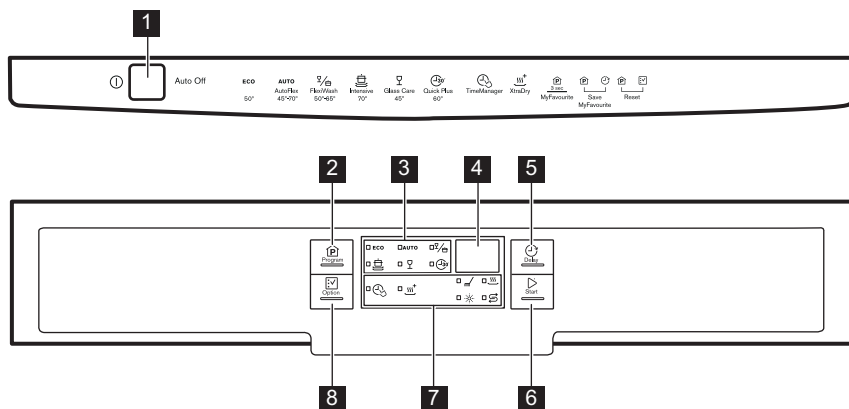 1
Auto Off
ECO
50°
AUTO
AutoFlex
45°-70°
FlexiWash
50°-65°
Intensive
70°
Glass Care
45°
30'
Quick Plus
60°
TimeManager
XtraDry
P
3 sec
MyFavourite
P
Save
MyFavourite
P
Reset
2
3
4
5
P
Program
ECO
AUTO
30'
Delay
Option
Start
8
7
6